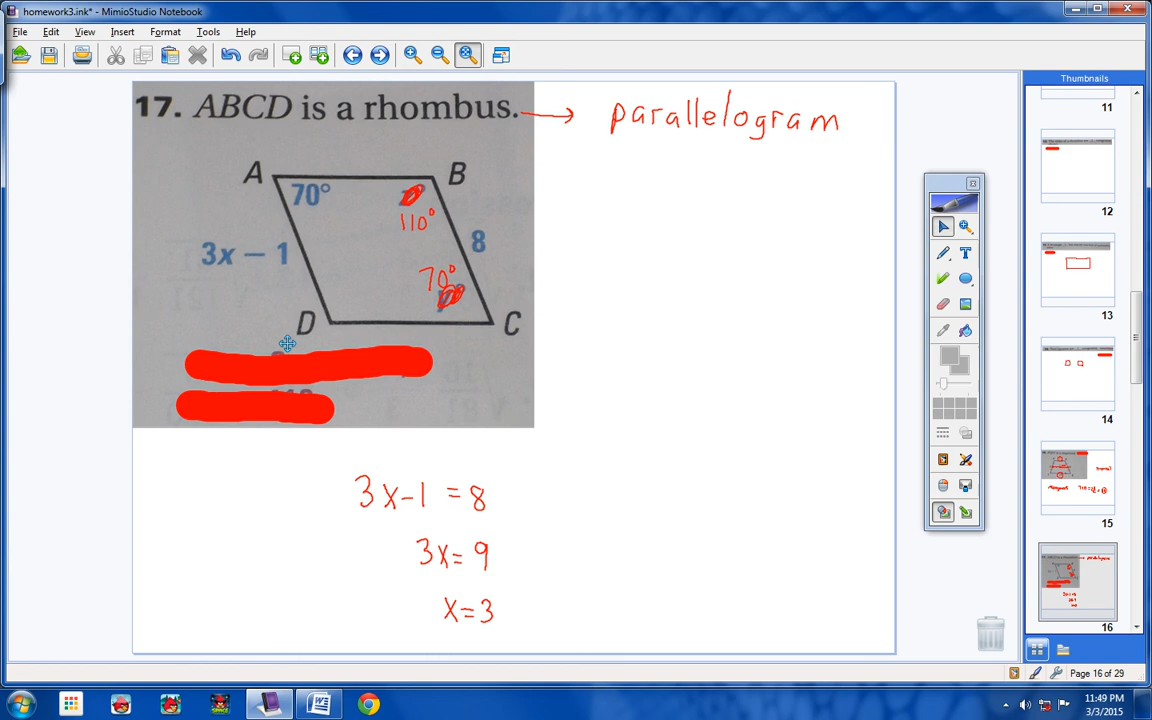 homework3.ink* - MimioStudio Notebook
File Edit View Insert Format Tools Help
17. ABCD is a rhombus. → parallelogram
A B
70°
110°
3x − 1 8
70°
D C
3x-1 = 8
3x = 9
x = 3
Thumbnails
11
12
13
14
15
16
Page 16 of 29
11:49 PM
3/3/2015